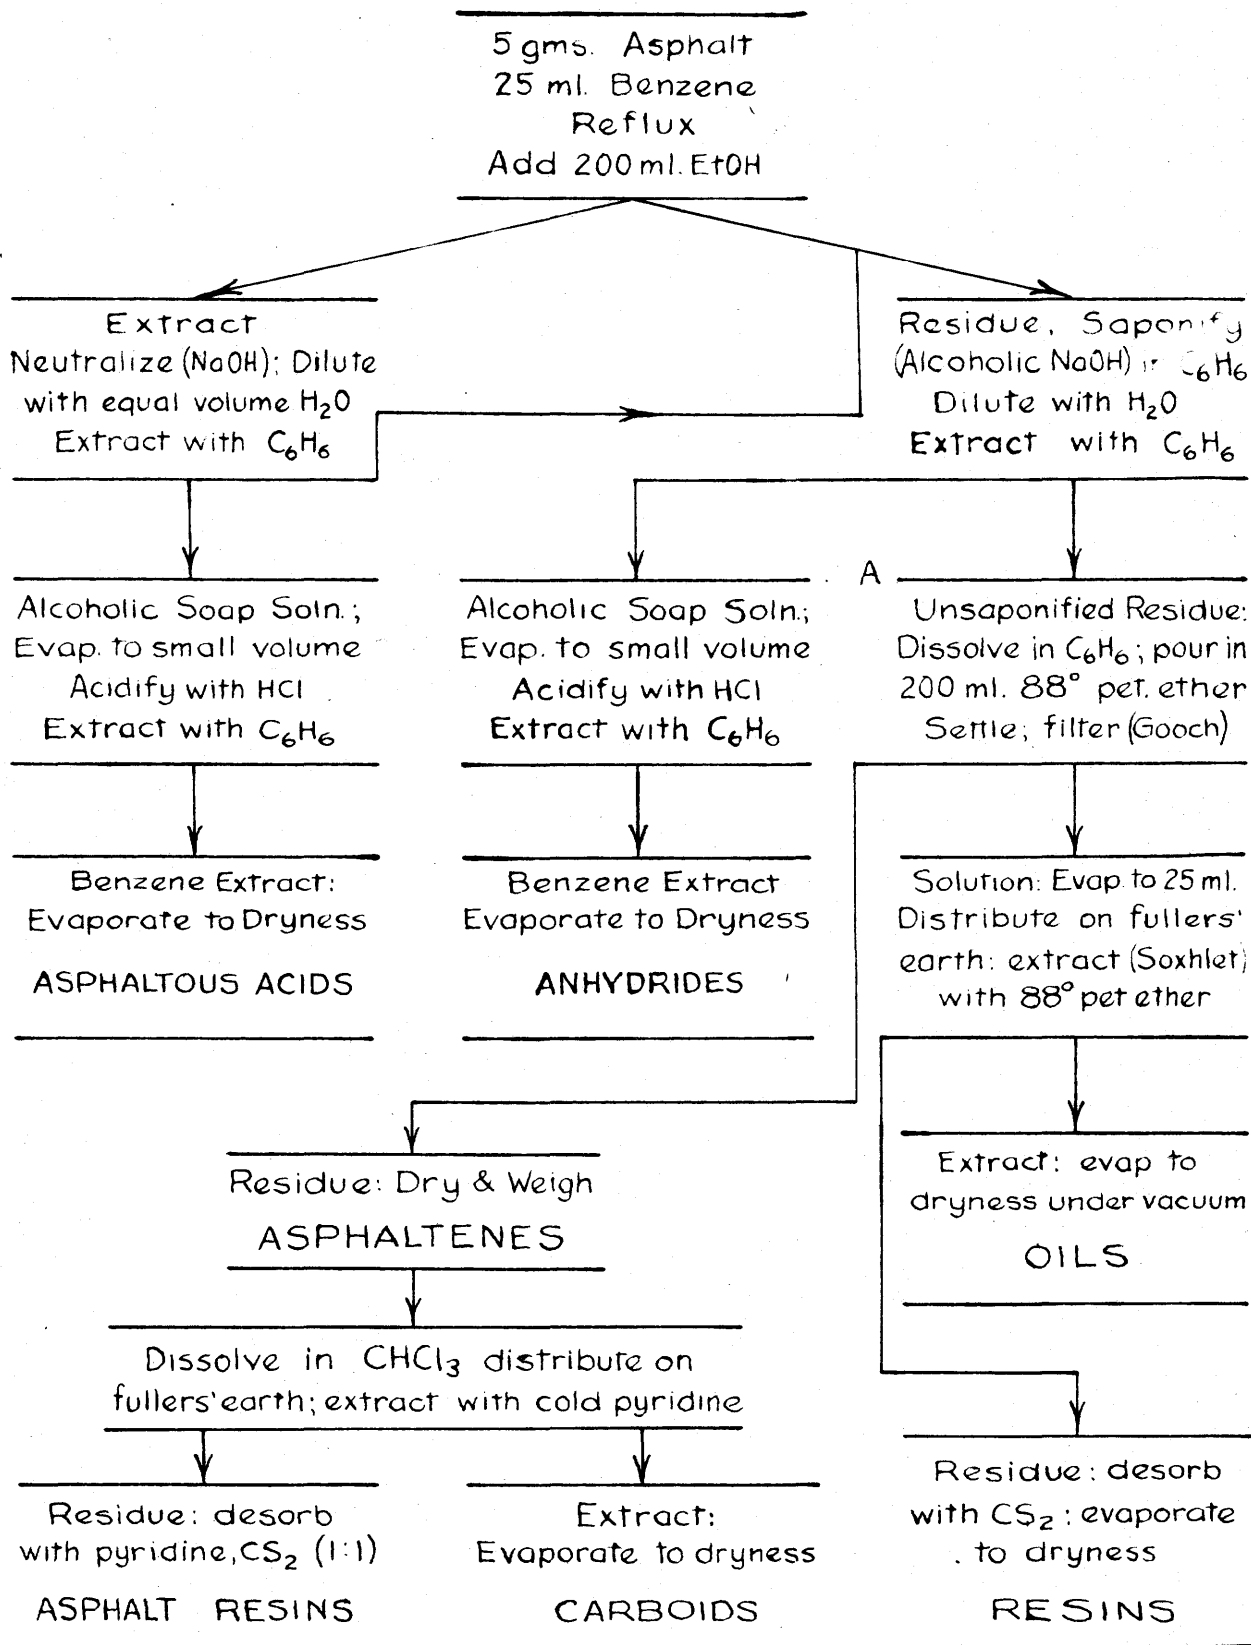 5 gms. Asphalt
25 ml. Benzene
Reflux
Add 200 ml. EtOH
Extract
Neutralize (NaOH); Dilute
with equal volume H₂O
Extract with C₆H₆
Residue, Saponify
(Alcoholic NaOH) C₆H₆
Dilute with H₂O
Extract with C₆H₆
Alcoholic Soap Soln.;
Evap. to small volume
Acidify with HCl
Extract with C₆H₆
Alcoholic Soap Soln;
Evap. to small volume
Acidify with HCl
Extract with C₆H₆
A
Unsaponified Residue:
Dissolve in C₆H₆; pour in
200 ml. 88° pet. ether
Settle; filter (Gooch)
Benzene Extract:
Evaporate to Dryness
ASPHALTOUS ACIDS
Benzene Extract
Evaporate to Dryness
ANHYDRIDES
Solution: Evap to 25 ml.
Distribute on fullers'
earth: extract (Soxhlet)
with 88° pet ether
Residue: Dry & Weigh
ASPHALTENES
Extract: evap to
dryness under vacuum
OILS
Dissolve in CHCl₃ distribute on
fullers' earth; extract with cold pyridine
Residue: desorb
with pyridine, CS₂ (1:1)
ASPHALT RESINS
Extract:
Evaporate to dryness
CARBOIDS
Residue: desorb
with CS₂: evaporate
to dryness
RESINS